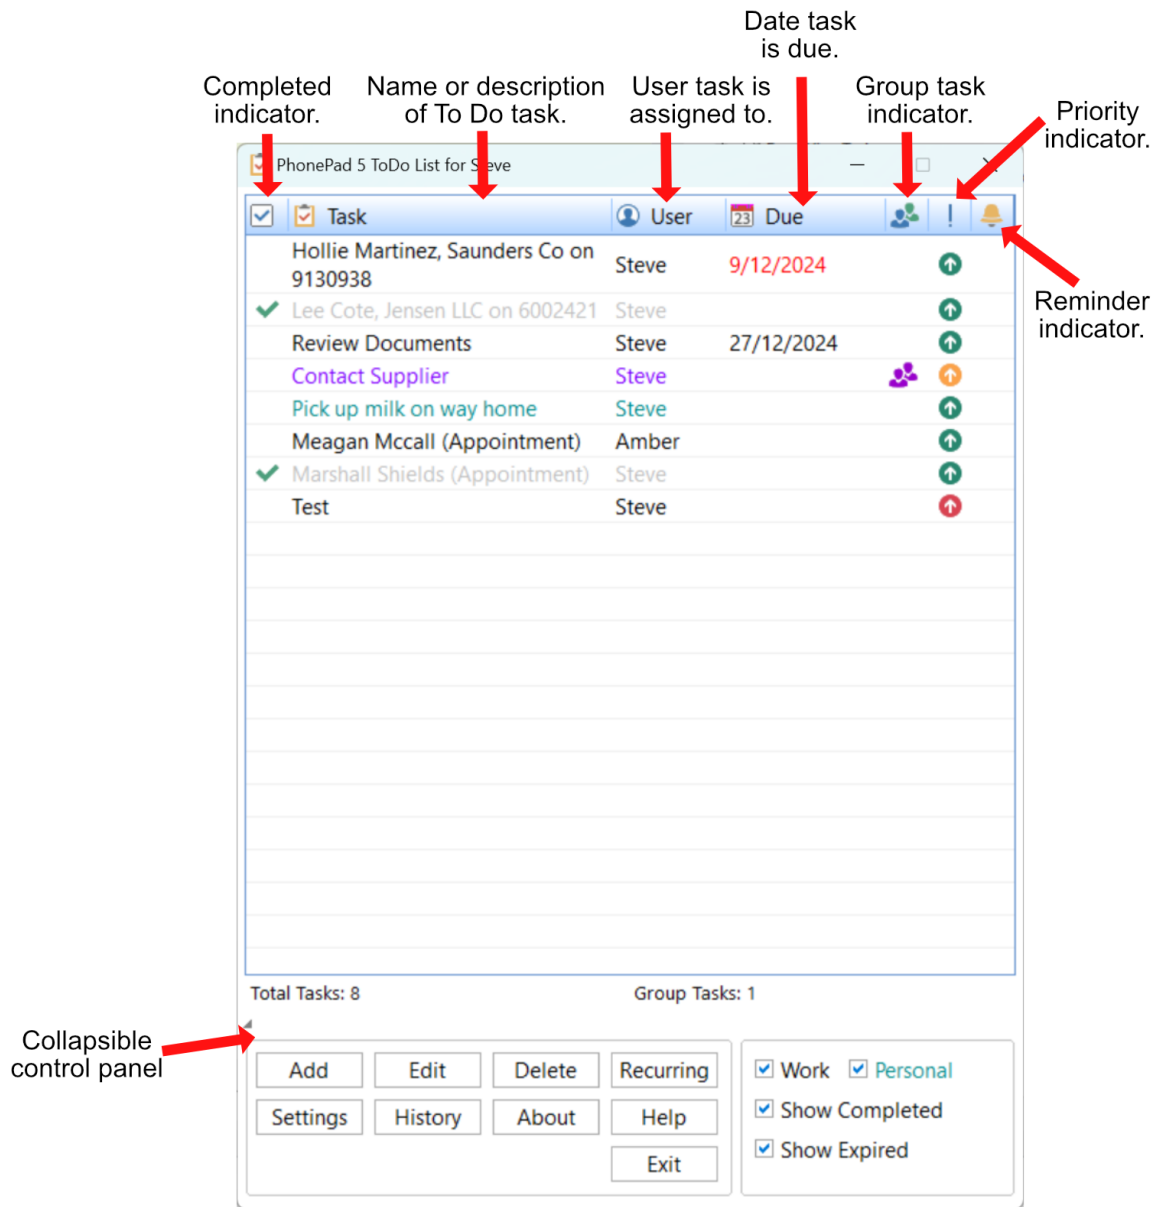 Date task
is due.
Completed
indicator.
Name or description
of To Do task.
User task is
assigned to.
Group task
indicator.
Priority
indicator.
PhonePad 5 ToDo List for Steve
Task User 23 Due !
Hollie Martinez, Saunders Co on
9130938
Steve 9/12/2024
Lee Cote, Jensen LLC on 6002421 Steve
Reminder
indicator.
Review Documents Steve 27/12/2024
Contact Supplier Steve
Pick up milk on way home Steve
Meagan Mccall (Appointment) Amber
Marshall Shields (Appointment) Steve
Test Steve
Total Tasks: 8 Group Tasks: 1
Collapsible
control panel
Add Edit Delete Recurring
Settings History About Help
Exit
Work Personal
Show Completed
Show Expired